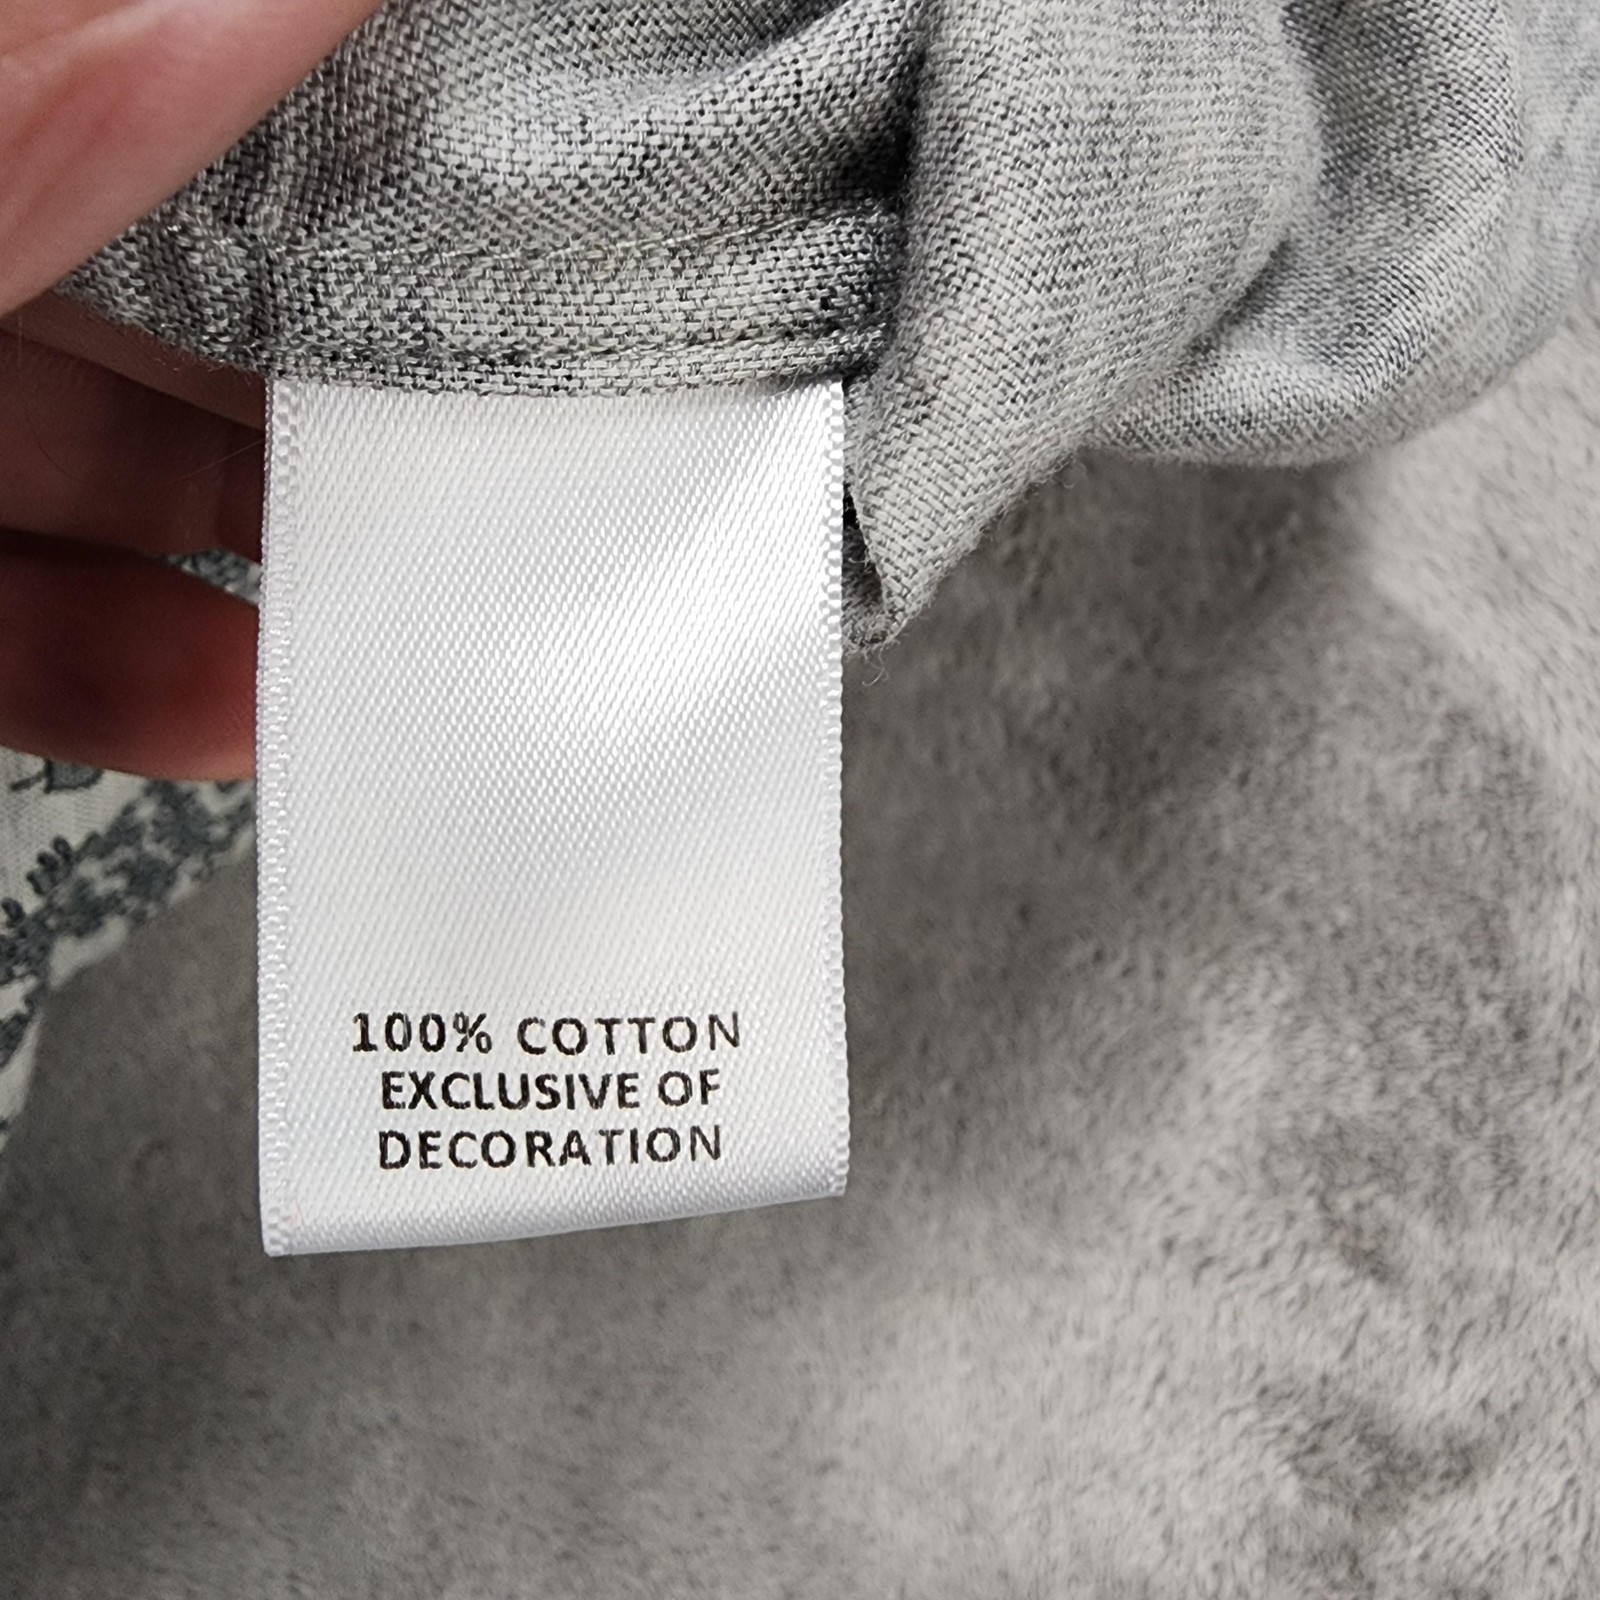 100% COTTON
EXCLUSIVE OF
DECORATION